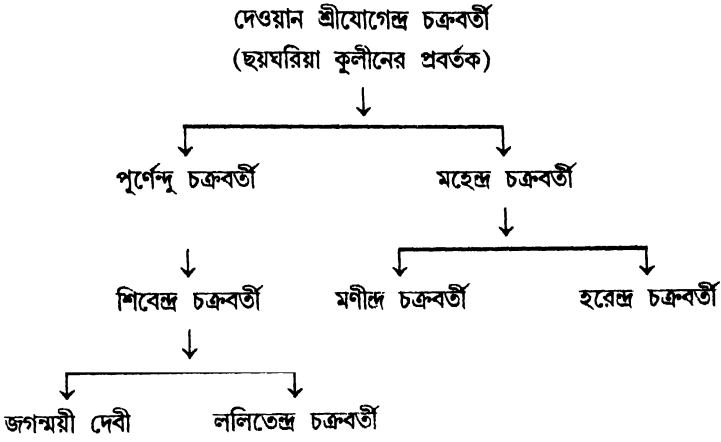 দেওয়ান শ্রীযোগেন্দ্র চক্রবর্তী
(ছয়ঘরিয়া কুলীনের প্রবর্তক)
পূর্ণেন্দু চক্রবর্তী মহেন্দ্র চক্রবর্তী
শিবেন্দ্র চক্রবর্তী মণীন্দ্র চক্রবর্তী হরেন্দ্র চক্রবর্তী
জগন্ময়ী দেবী ললিতেন্দ্র চক্রবর্তী